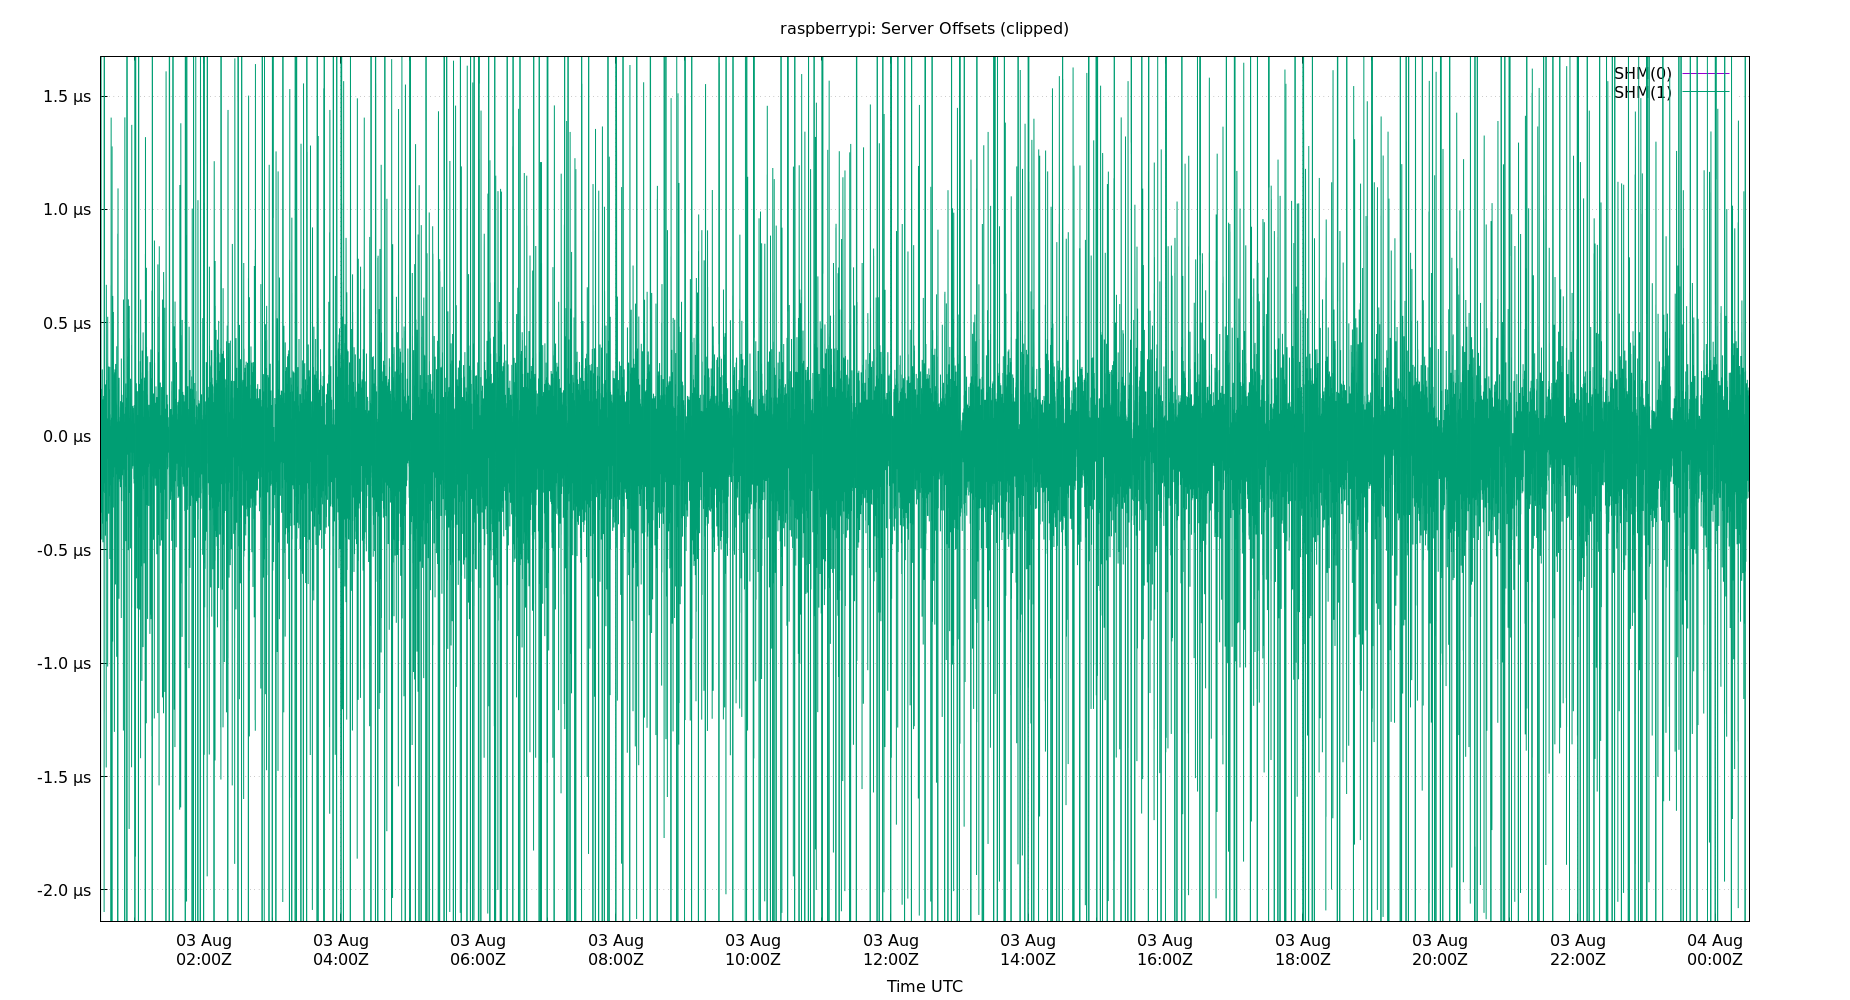 raspberrypi: Server Offsets (clipped)
SHM(0)
SHM(1)
1.5 µs
1.0 µs
0.5 µs
0.0 µs
-0.5 µs
-1.0 µs
-1.5 µs
-2.0 µs
03 Aug 03 Aug 03 Aug 03 Aug 03 Aug 03 Aug 03 Aug 03 Aug 03 Aug 03 Aug 03 Aug 04 Aug
02:00Z 04:00Z 06:00Z 08:00Z 10:00Z 12:00Z 14:00Z 16:00Z 18:00Z 20:00Z 22:00Z 00:00Z
Time UTC